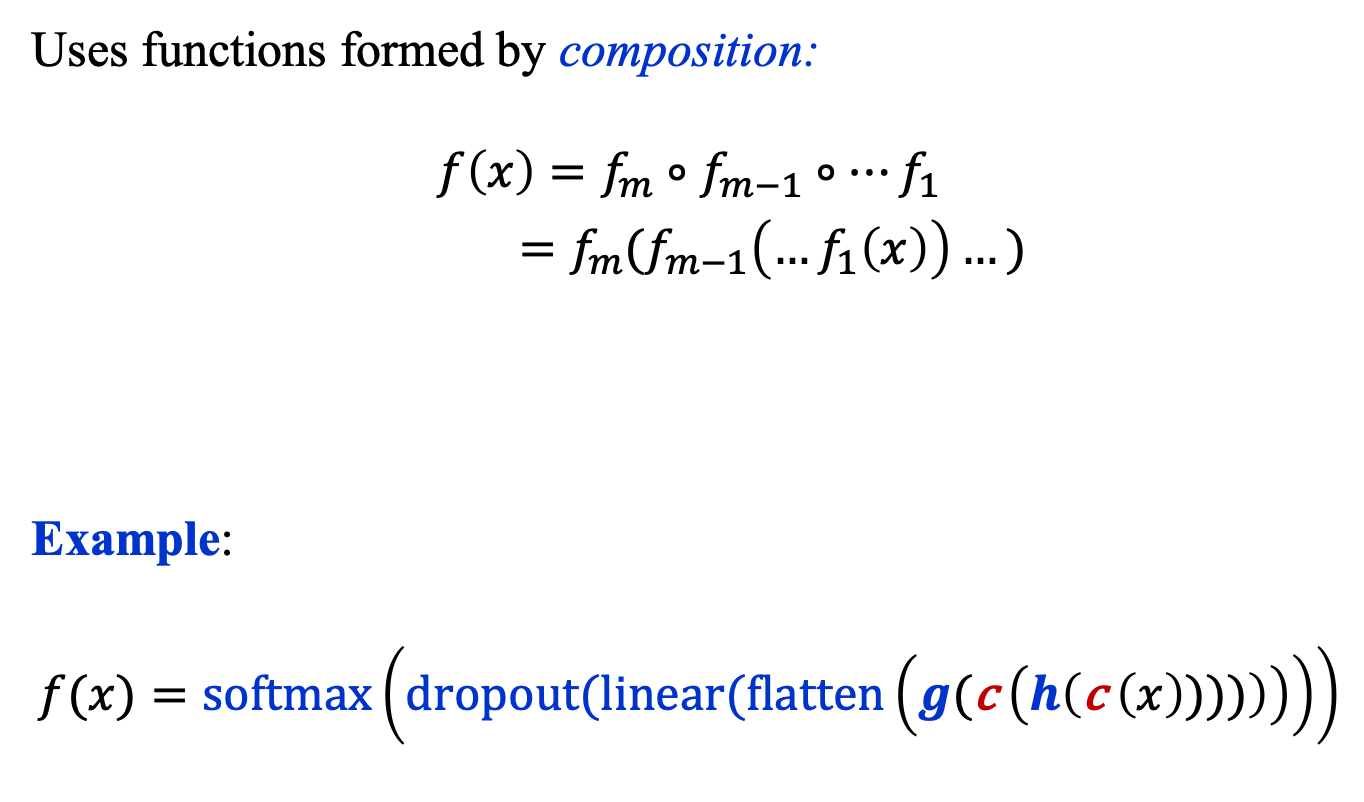 Uses functions formed by composition:
f(x) = fₘ ∘ fₘ₋₁ ∘ ⋯ f₁
= fₘ(fₘ₋₁(… f₁(x)) … )
Example:
f(x) = softmax (dropout(linear(flatten (g(c(h(c(x)))))))))